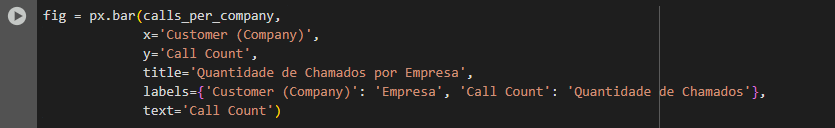 fig = px.bar(calls_per_company,
             x='Customer (Company)',
             y='Call Count',
             title='Quantidade de Chamados por Empresa',
             labels={'Customer (Company)': 'Empresa', 'Call Count': 'Quantidade de Chamados'},
             text='Call Count')